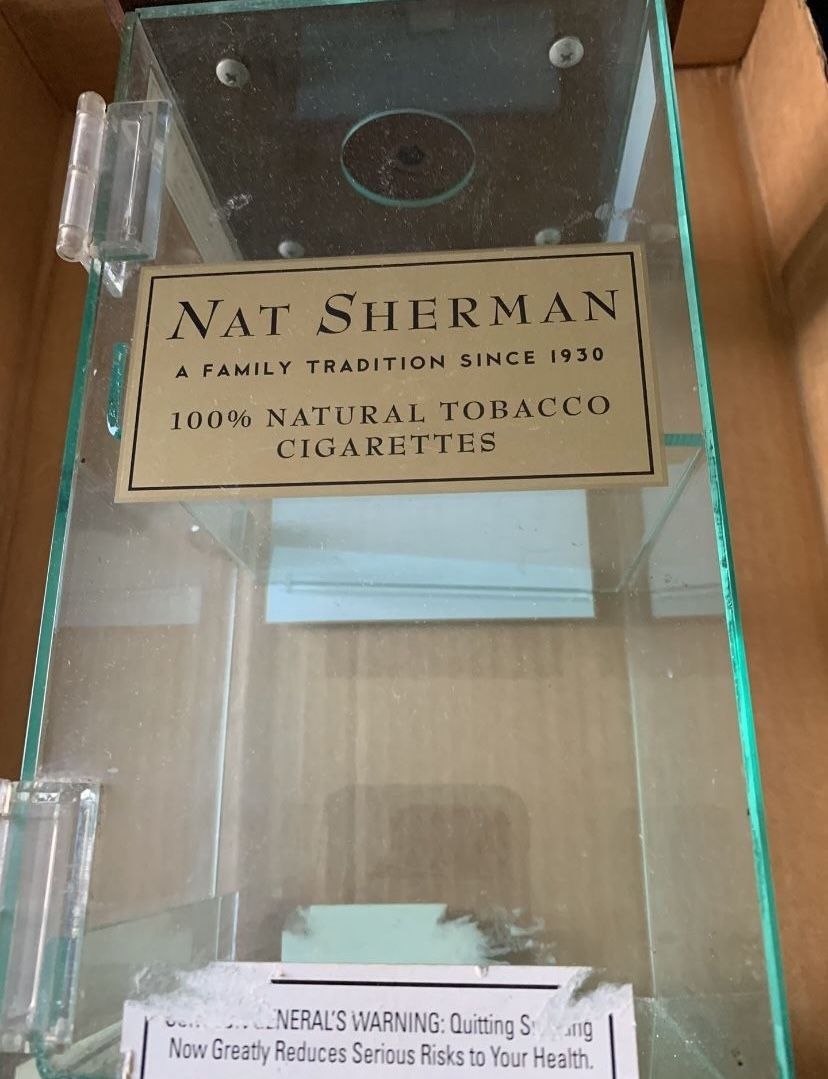 NAT SHERMAN
A FAMILY TRADITION SINCE 1930
100% NATURAL TOBACCO
CIGARETTES
GENERAL'S WARNING: Quitting
Now Greatly Reduces Serious Risks to Your Health.